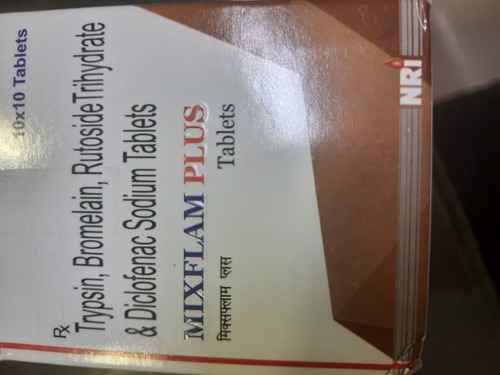 10x10 Tablets
Rx
Trypsin, Bromelain, Rutoside Trihydrate
& Diclofenac Sodium Tablets
MIXFLAM PLUS
Tablets
मिक्सफ्लाम प्लस
NRI